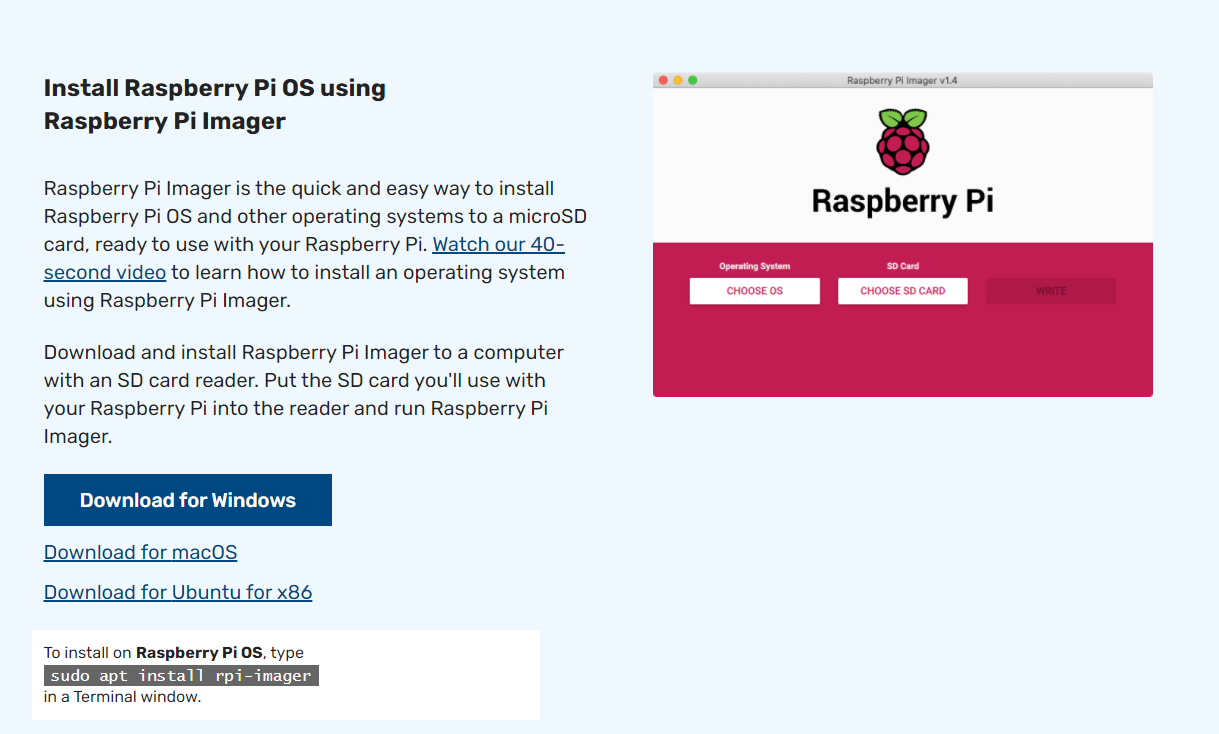 Install Raspberry Pi OS using
Raspberry Pi Imager
Raspberry Pi Imager is the quick and easy way to install
Raspberry Pi OS and other operating systems to a microSD
card, ready to use with your Raspberry Pi. Watch our 40-
second video to learn how to install an operating system
using Raspberry Pi Imager.
Download and install Raspberry Pi Imager to a computer
with an SD card reader. Put the SD card you'll use with
your Raspberry Pi into the reader and run Raspberry Pi
Imager.
Download for Windows
Download for macOS
Download for Ubuntu for x86
To install on Raspberry Pi OS, type
sudo apt install rpi-imager
in a Terminal window.
Raspberry Pi Imager v1.4
Raspberry Pi
Operating System SD Card
CHOOSE OS CHOOSE SD CARD WRITE